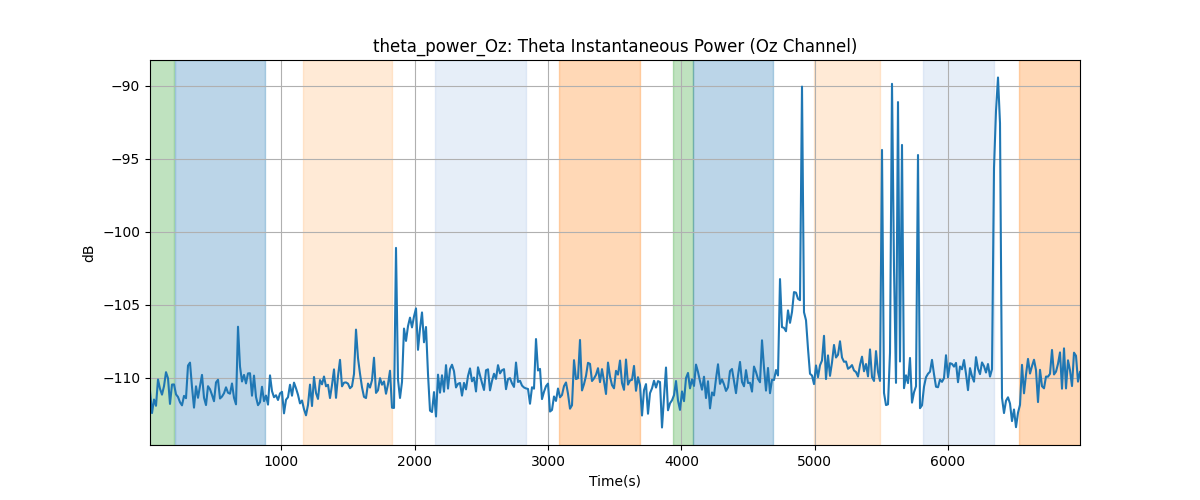 theta_power_Oz: Theta Instantaneous Power (Oz Channel)
dB
−90
−95
−100
−105
−110
1000 2000 3000 4000 5000 6000
Time(s)